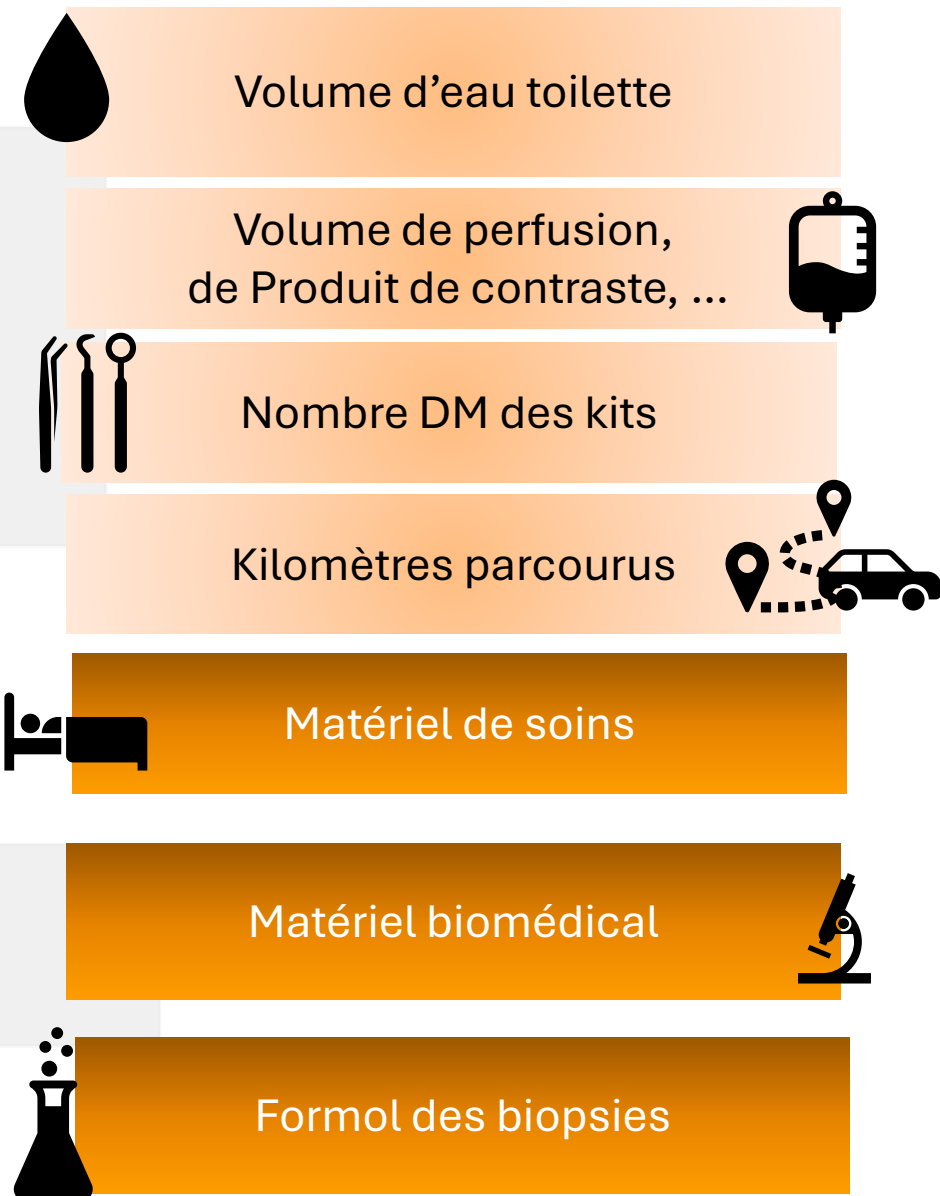 Volume d’eau toilette
Volume de perfusion,
de Produit de contraste, ...
Nombre DM des kits
Kilomètres parcourus
Matériel de soins
Matériel biomédical
Formol des biopsies